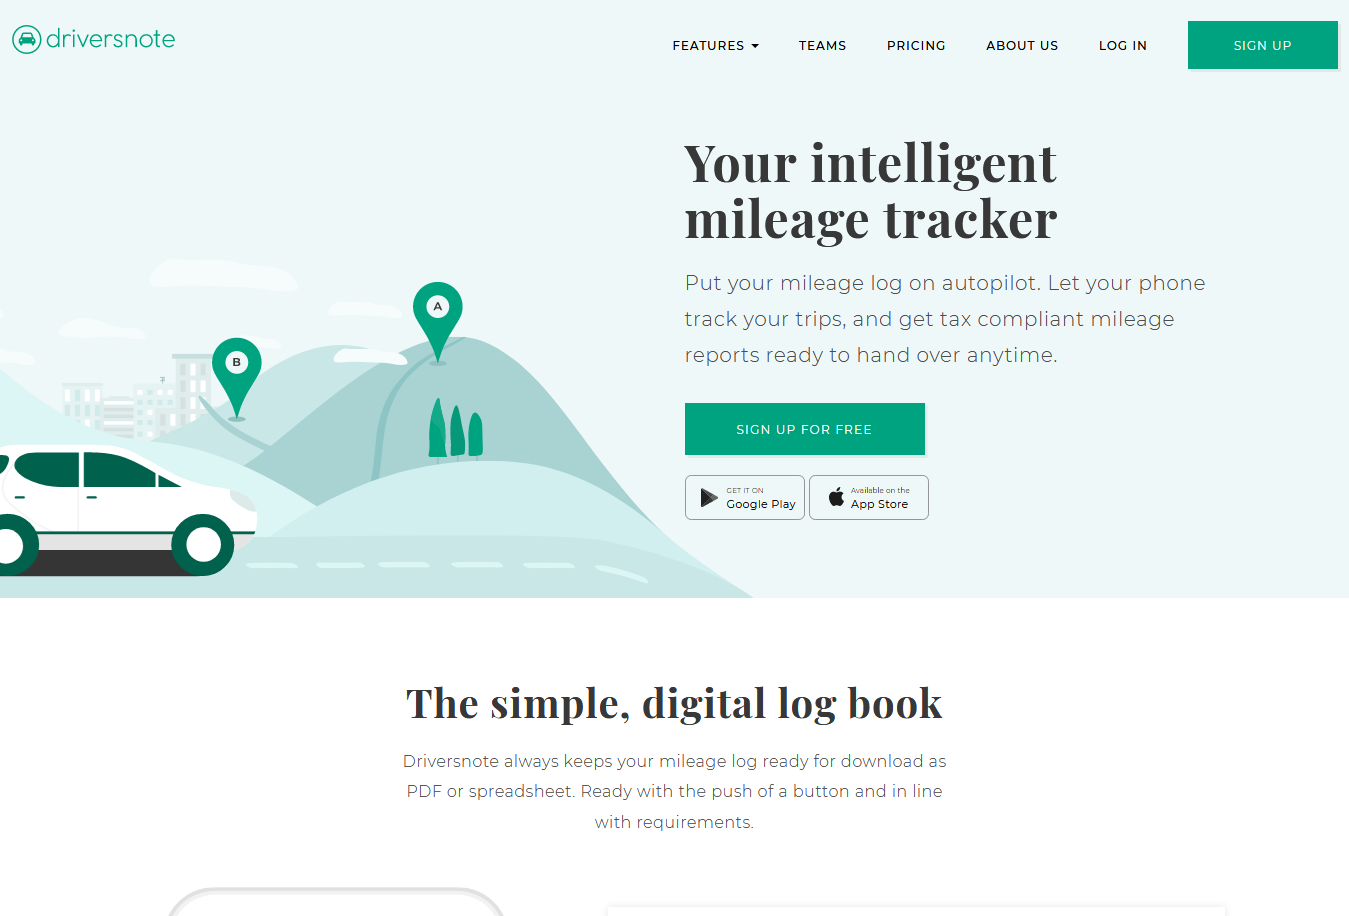 driversnote
FEATURES
TEAMS
PRICING
ABOUT US
LOG IN
SIGN UP
Your intelligent
mileage tracker
Put your mileage log on autopilot. Let your phone
track your trips, and get tax compliant mileage
reports ready to hand over anytime.
A
B
SIGN UP FOR FREE
GET IT ON
Google Play
Available on the
App Store
The simple, digital log book
Driversnote always keeps your mileage log ready for download as
PDF or spreadsheet. Ready with the push of a button and in line
with requirements.